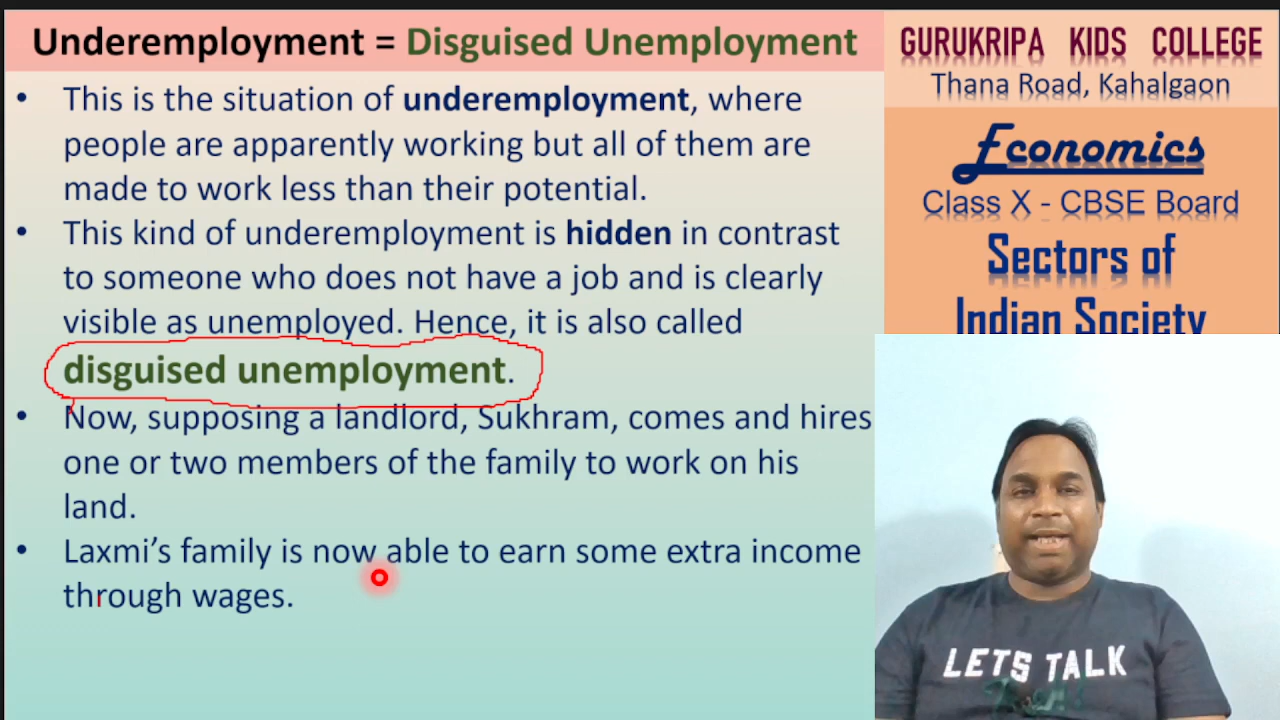 Underemployment = Disguised Unemployment
• This is the situation of underemployment, where
people are apparently working but all of them are
made to work less than their potential.
• This kind of underemployment is hidden in contrast
to someone who does not have a job and is clearly
visible as unemployed. Hence, it is also called
disguised unemployment.
• Now, supposing a landlord, Sukhram, comes and hires
one or two members of the family to work on his
land.
• Laxmi’s family is now able to earn some extra income
through wages.
GURUKRIPA KIDS COLLEGE
Thana Road, Kahalgaon
Economics
Class X - CBSE Board
Sectors of
Indian Society
LETS TALK